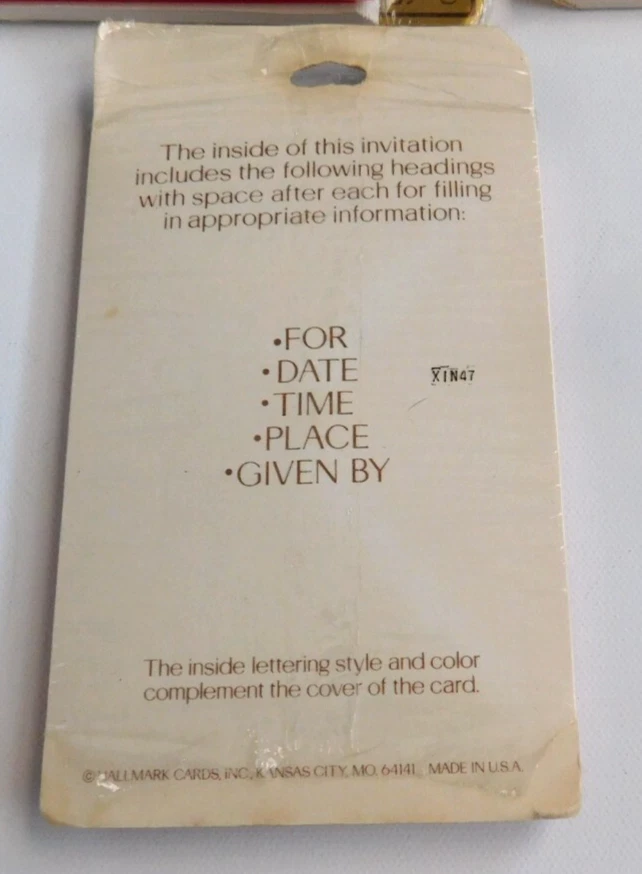 The inside of this invitation
includes the following headings
with space after each for filling
in appropriate information:
•FOR
•DATE
XIN47
•TIME
•PLACE
•GIVEN BY
The inside lettering style and color
complement the cover of the card.
© HALLMARK CARDS, INC., KANSAS CITY, MO. 64141 MADE IN U.S.A.